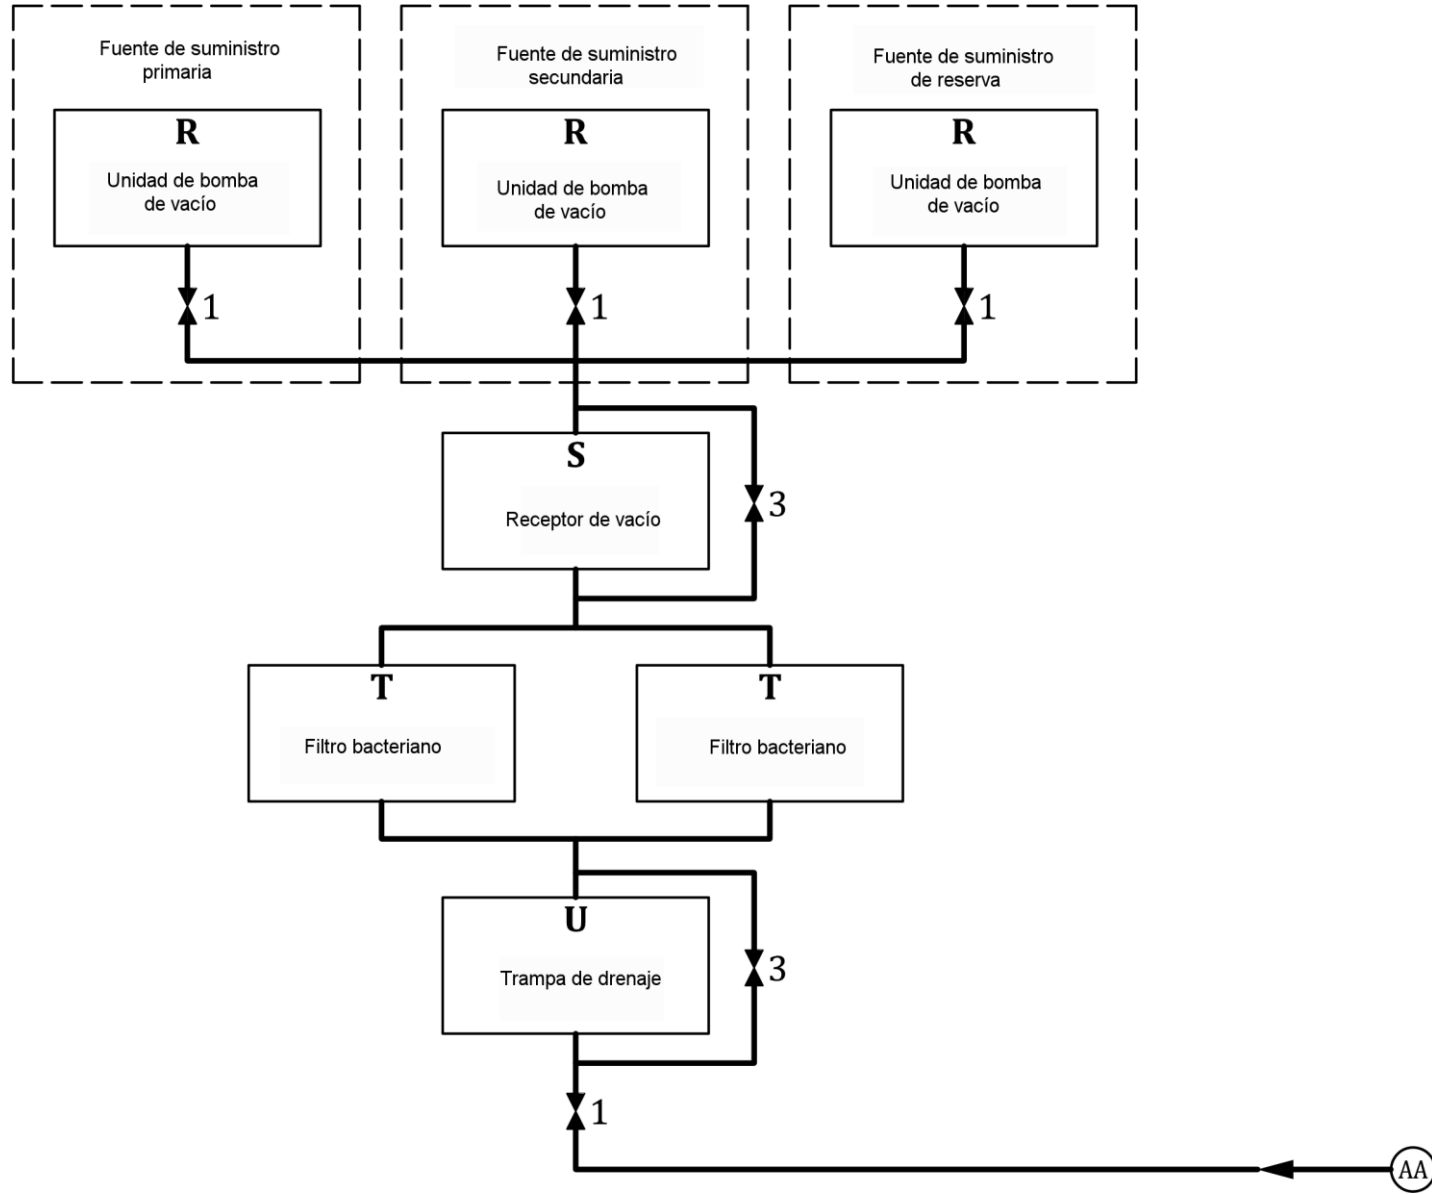 Fuente de suministro
primaria
R
Unidad de bomba
de vacío
1
Fuente de suministro
secundaria
R
Unidad de bomba
de vacío
1
Fuente de suministro
de reserva
R
Unidad de bomba
de vacío
1
S
Receptor de vacío
3
T
Filtro bacteriano
T
Filtro bacteriano
U
Trampa de drenaje
3
1
AA